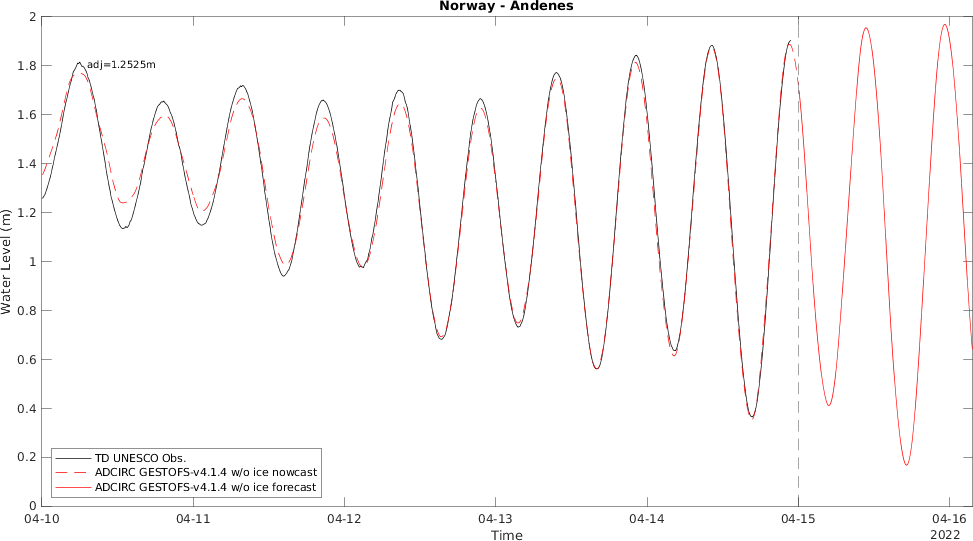 Norway - Andenes
2
1.8
1.6
1.4
1.2
1
0.8
0.6
0.4
0.2
0
Water Level (m)
adj=1.2525m
TD UNESCO Obs.
ADCIRC GESTOFS-v4.1.4 w/o ice nowcast
ADCIRC GESTOFS-v4.1.4 w/o ice forecast
04-10 04-11 04-12 04-13 04-14 04-15 04-16
Time
2022